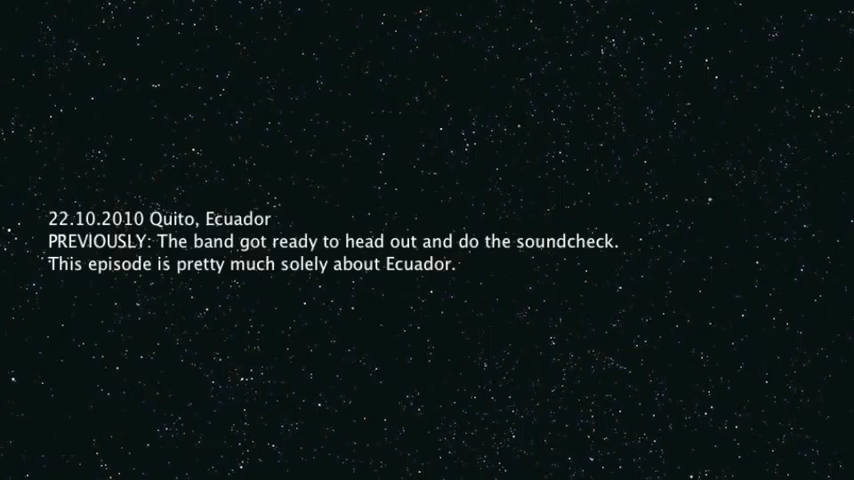 22.10.2010 Quito, Ecuador
PREVIOUSLY: The band got ready to head out and do the soundcheck.
This episode is pretty much solely about Ecuador.